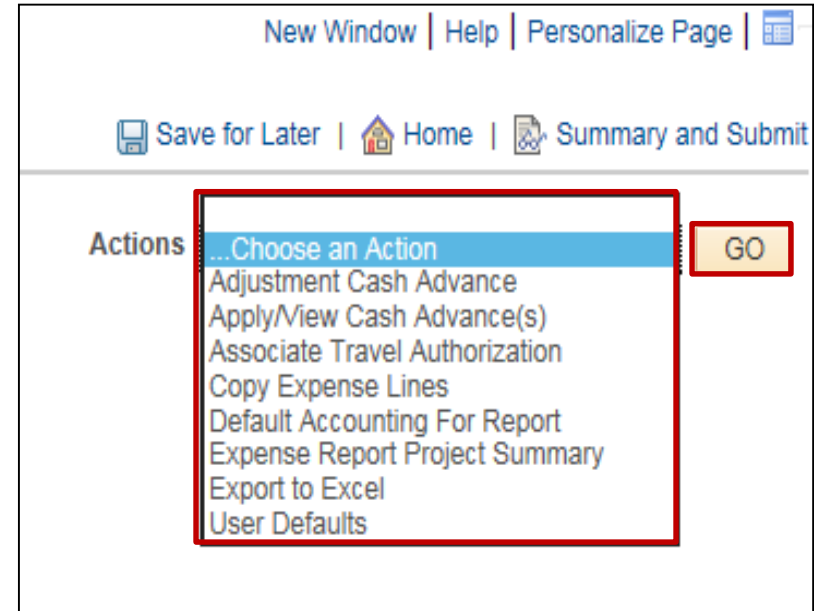 New Window | Help | Personalize Page |
Save for Later | Home | Summary and Submit
Actions ...Choose an Action GO
Adjustment Cash Advance
Apply/View Cash Advance(s)
Associate Travel Authorization
Copy Expense Lines
Default Accounting For Report
Expense Report Project Summary
Export to Excel
User Defaults